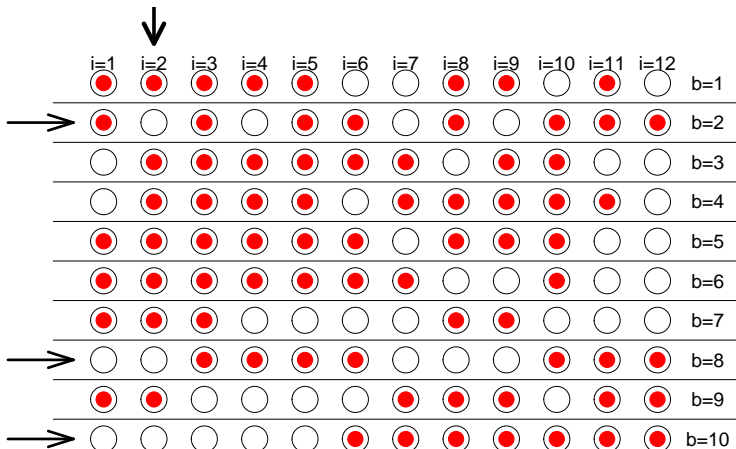 i=1 i=2 i=3 i=4 i=5 i=6 i=7 i=8 i=9 i=10 i=11 i=12
b=1
b=2
b=3
b=4
b=5
b=6
b=7
b=8
b=9
b=10